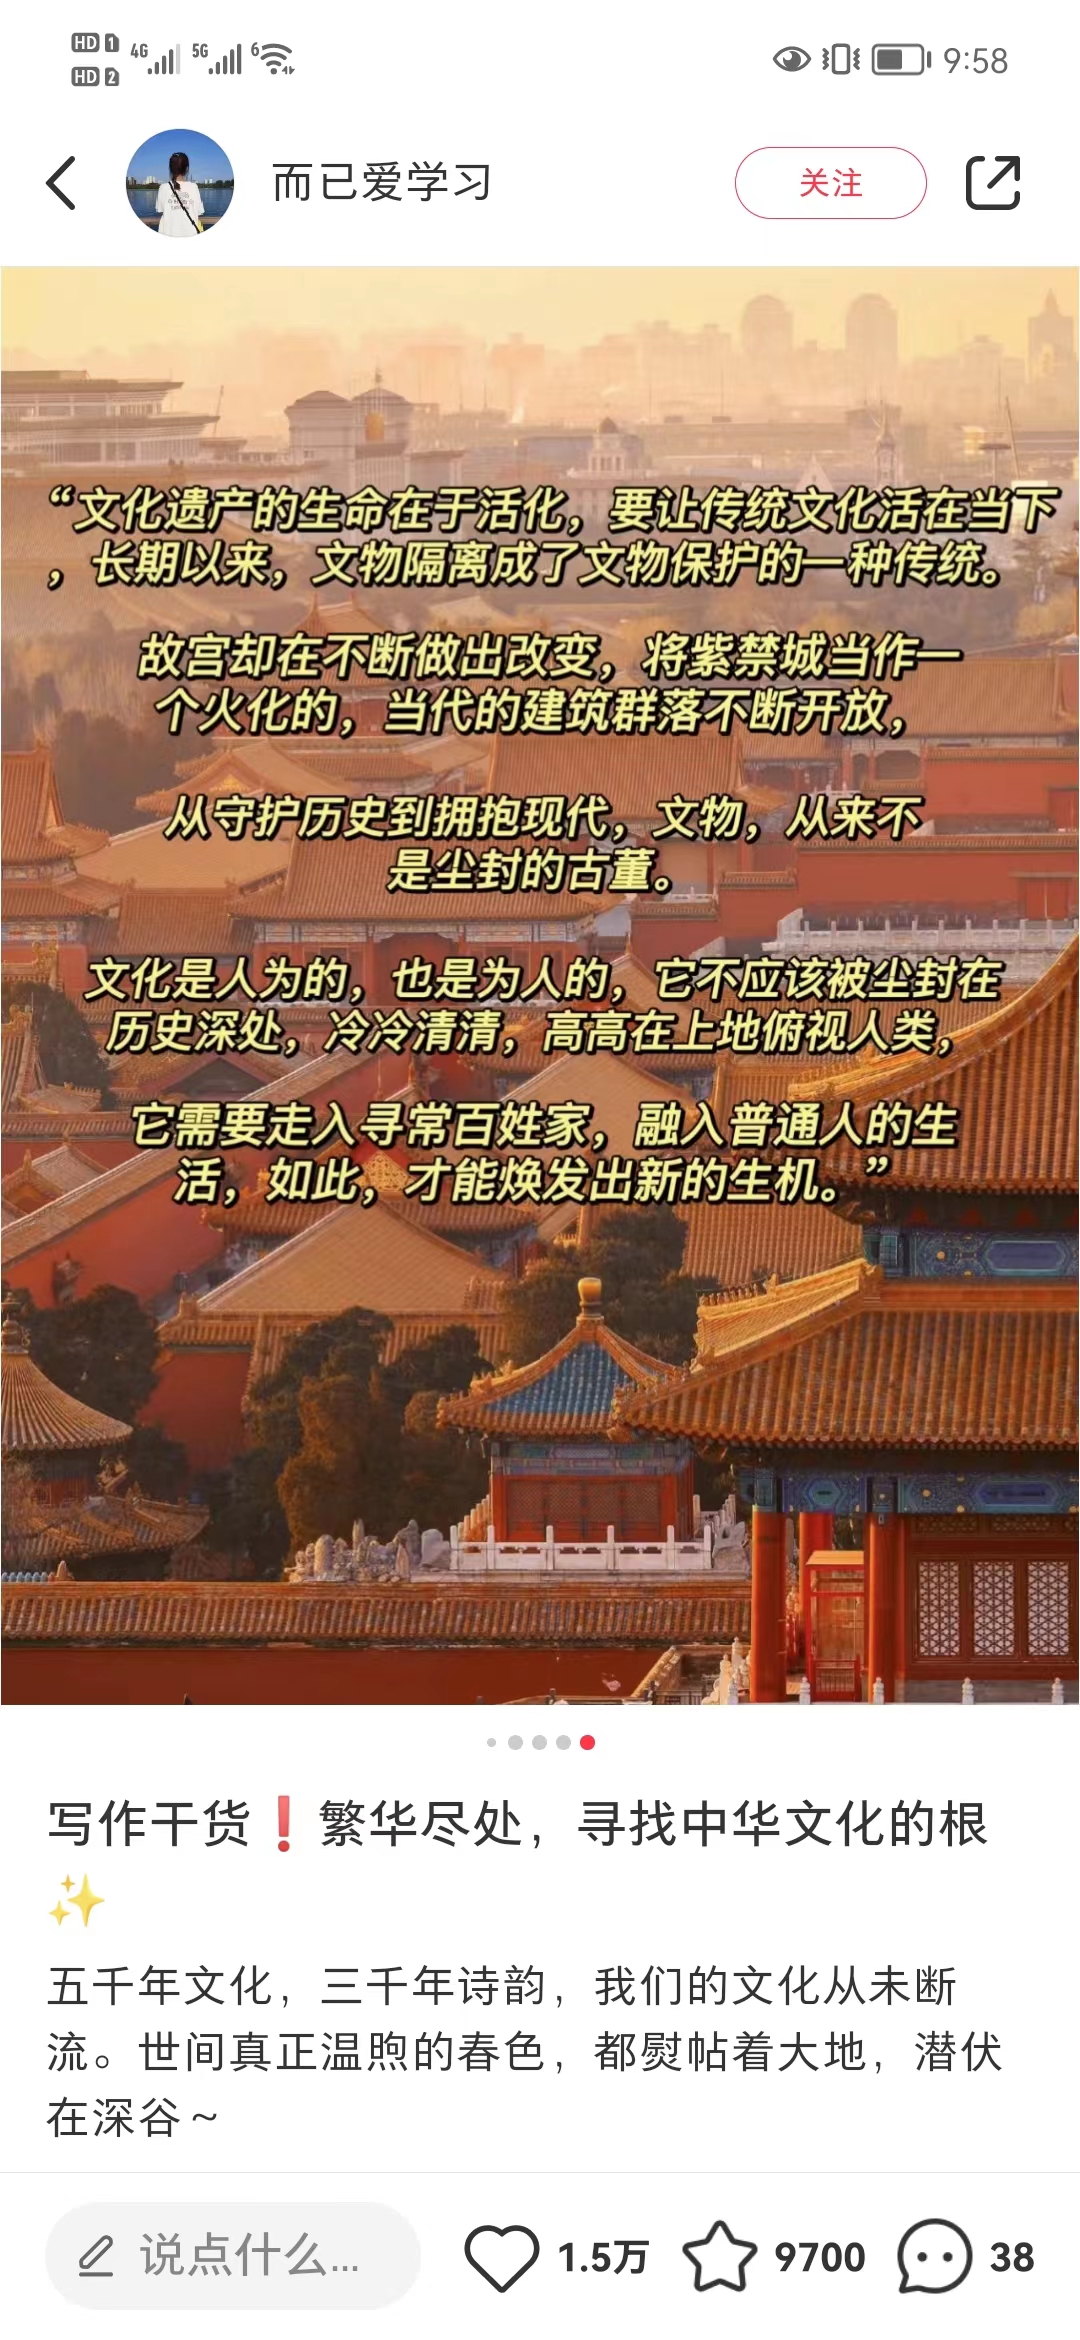 HD 1 4G 5G 6 9:58
HD 2
而已爱学习 关注
“文化遗产的生命在于活化，要让传统文化活在当下
，长期以来，文物隔离成了文物保护的一种传统。
故宫却在不断做出改变，将紫禁城当作一
个火化的，当代的建筑群落不断开放，
从守护历史到拥抱现代，文物，从来不
是尘封的古董。
文化是人为的，也是为人的，它不应该被尘封在
历史深处，冷冷清清，高高在上地俯视人类，
它需要走入寻常百姓家，融入普通人的生
活，如此，才能焕发出新的生机。”
写作干货❗繁华尽处，寻找中华文化的根
✨
五千年文化，三千年诗韵，我们的文化从未断
流。世间真正温煦的春色，都熨帖着大地，潜伏
在深谷～
说点什么... 1.5万 9700 38